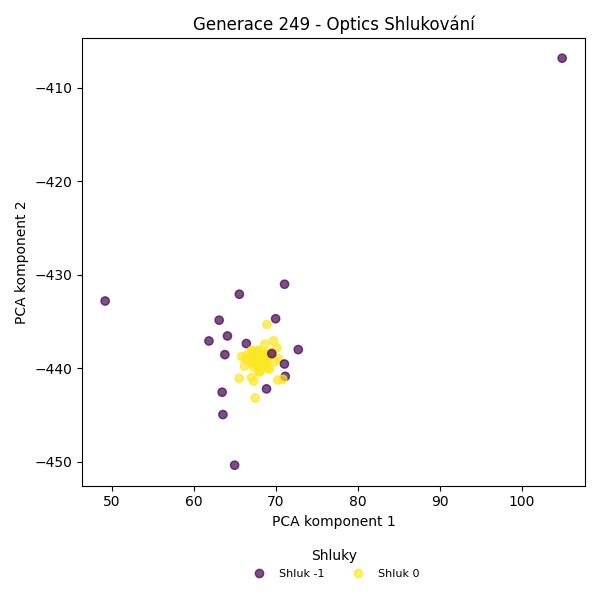 Generace 249 - Optics Shlukování
PCA komponent 2
−410
−420
−430
−440
−450
50 60 70 80 90 100
PCA komponent 1
Shluky
Shluk -1 Shluk 0